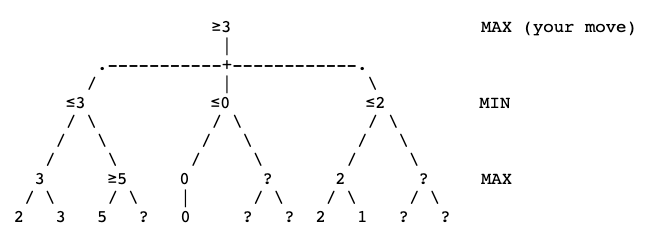 ≥3 MAX (your move)
|
.-----------+------------.
/ | \
≤3 ≤0 ≤2 MIN
/ \ / \ / \
/ \ / \ / \
/ \ / \ / \
3 ≥5 0 ? 2 ? MAX
/ \ /\ | / \ / \ / \
2 3 5 ? 0 ? ? 2 1 ? ?